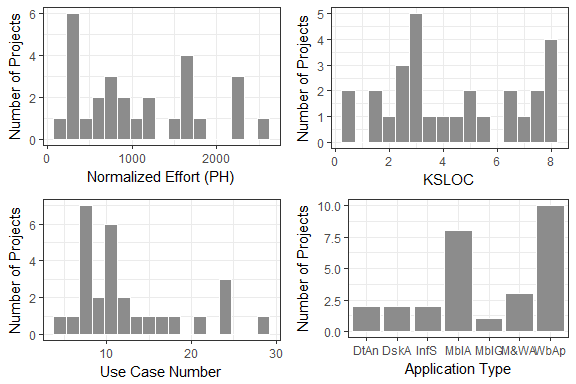 Number of Projects
6
4
2
0
0
1000
2000
Normalized Effort (PH)
Number of Projects
5
4
3
2
1
0
0
2
4
6
8
KSLOC
Number of Projects
6
4
2
0
10
20
30
Use Case Number
Number of Projects
10.0
7.5
5.0
2.5
0.0
DtAn
DskA
InfS
MblA
MblG
M&WA
WbAp
Application Type